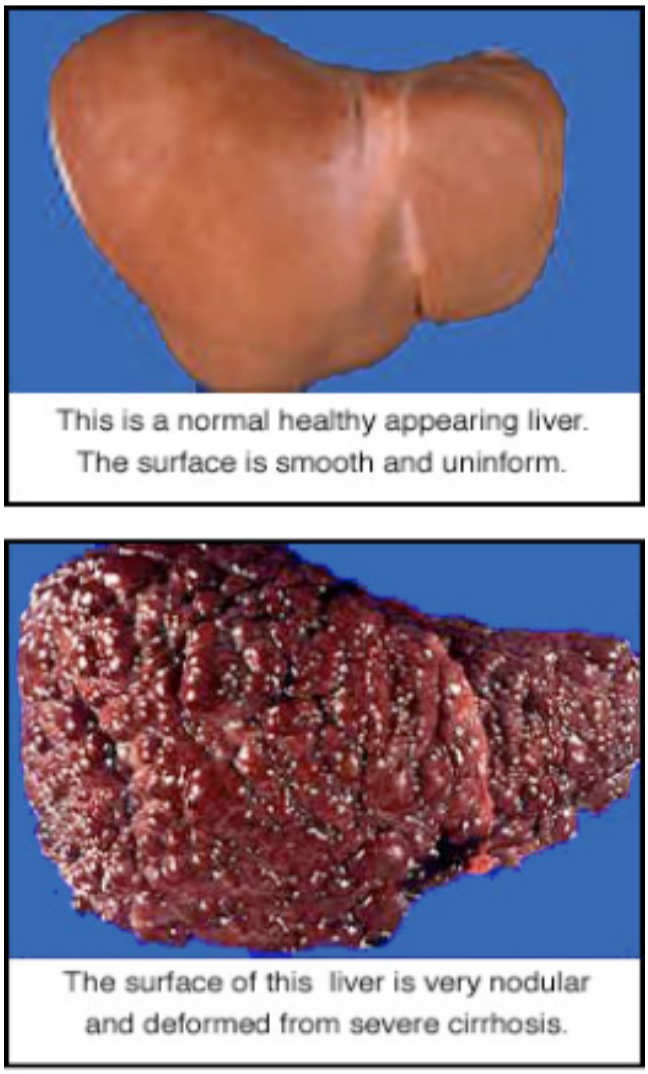 This is a normal healthy appearing liver.
The surface is smooth and uninform.
The surface of this liver is very nodular
and deformed from severe cirrhosis.